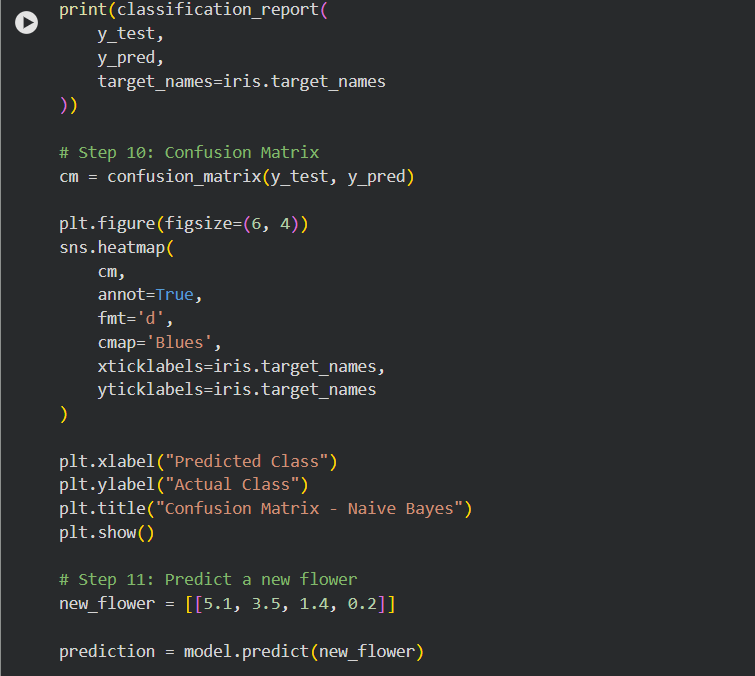 print(classification_report(
    y_test,
    y_pred,
    target_names=iris.target_names
))

# Step 10: Confusion Matrix
cm = confusion_matrix(y_test, y_pred)

plt.figure(figsize=(6, 4))
sns.heatmap(
    cm,
    annot=True,
    fmt='d',
    cmap='Blues',
    xticklabels=iris.target_names,
    yticklabels=iris.target_names
)

plt.xlabel("Predicted Class")
plt.ylabel("Actual Class")
plt.title("Confusion Matrix - Naive Bayes")
plt.show()

# Step 11: Predict a new flower
new_flower = [[5.1, 3.5, 1.4, 0.2]]

prediction = model.predict(new_flower)